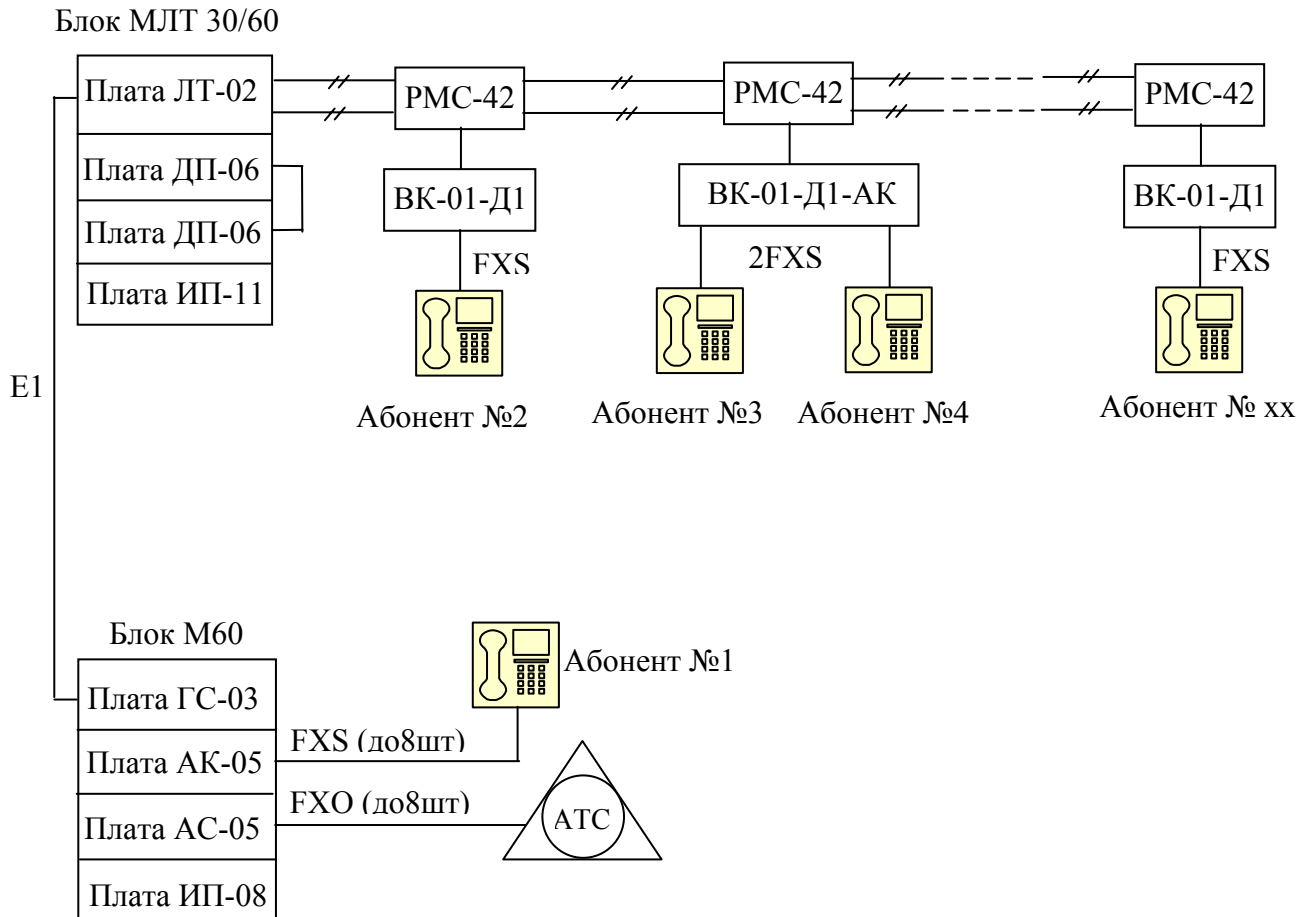 Блок МЛТ 30/60
Плата ЛТ-02
РМС-42
РМС-42
РМС-42
Плата ДП-06
ВК-01-Д1
ВК-01-Д1-АК
ВК-01-Д1
Плата ДП-06
FXS
2FXS
FXS
Плата ИП-11
Е1
Абонент №2
Абонент №3
Абонент №4
Абонент № хх
Блок М60
Абонент №1
Плата ГС-03
FXS (до8шт)
Плата АК-05
FXO (до8шт)
Плата АС-05
АТС
Плата ИП-08